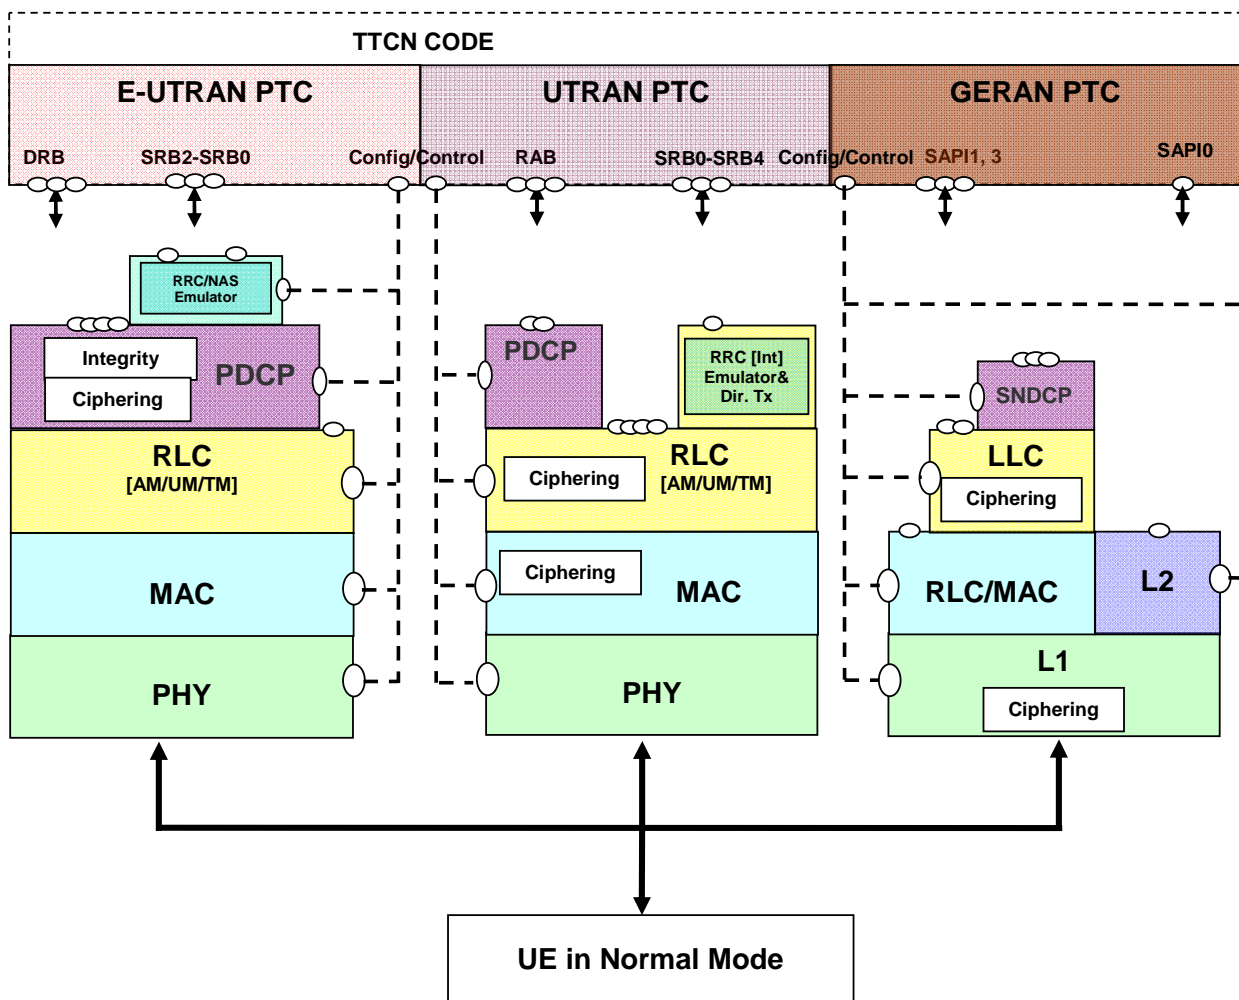 TTCN CODE
E-UTRAN PTC
UTRAN PTC
GERAN PTC
DRB
SRB2-SRB0
Config/Control
RAB
SRB0-SRB4
Config/Control
SAPI1, 3
SAPI0
RRC/NAS
Emulator
Integrity
PDCP
Ciphering
RLC
[AM/UM/TM]
MAC
PHY
PDCP
RRC [Int]
Emulator&
Dir. Tx
RLC
[AM/UM/TM]
Ciphering
Ciphering
MAC
PHY
SNDCP
LLC
Ciphering
RLC/MAC
L2
L1
Ciphering
UE in Normal Mode